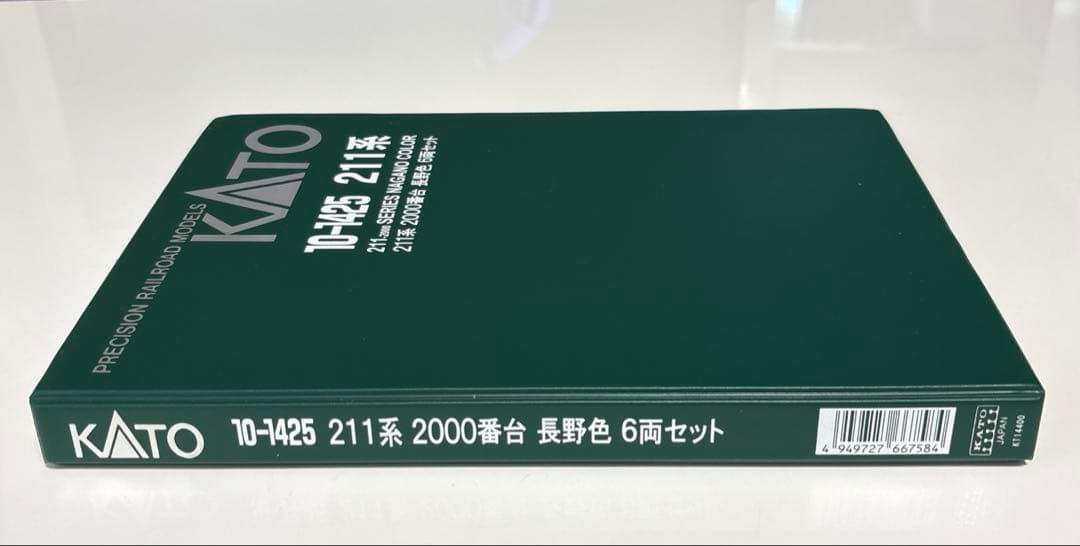 PRECISION RAILROAD MODELS
KATO
10-1425 211系
211-2000 SERIES NAGANO COLOR
211系 2000番台 長野色 6両セット
KATO 10-1425 211系 2000番台 長野色 6両セット
4 949727 667584
KATO
JAPAN
KT14400